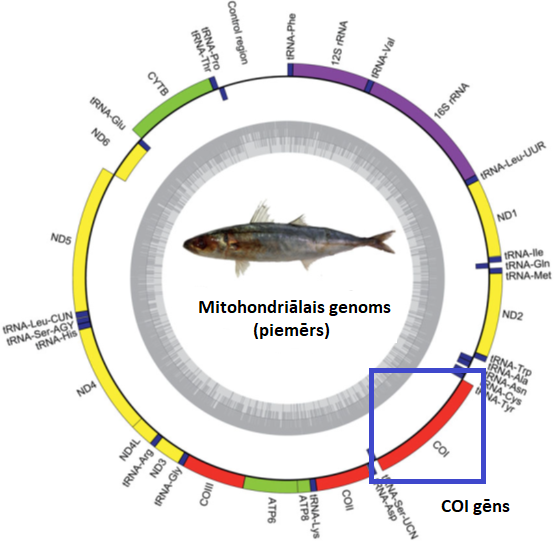 Control region
tRNA-Phe
12S rRNA
tRNA-Val
16S rRNA
tRNA-Leu-UUR
ND1
tRNA-Ile
tRNA-Gln
tRNA-Met
ND2
tRNA-Trp
tRNA-Ala
tRNA-Asn
tRNA-Cys
tRNA-Tyr
COI
tRNA-Ser-UCN
tRNA-Asp
COII
tRNA-Lys
ATP8
ATP6
COIII
tRNA-Gly
ND3
tRNA-Arg
ND4L
ND4
tRNA-His
tRNA-Ser-AGY
tRNA-Leu-CUN
ND5
ND6
tRNA-Glu
CYTB
tRNA-Thr
tRNA-Pro
Mitohondriālais genoms
(piemērs)
COI gēns